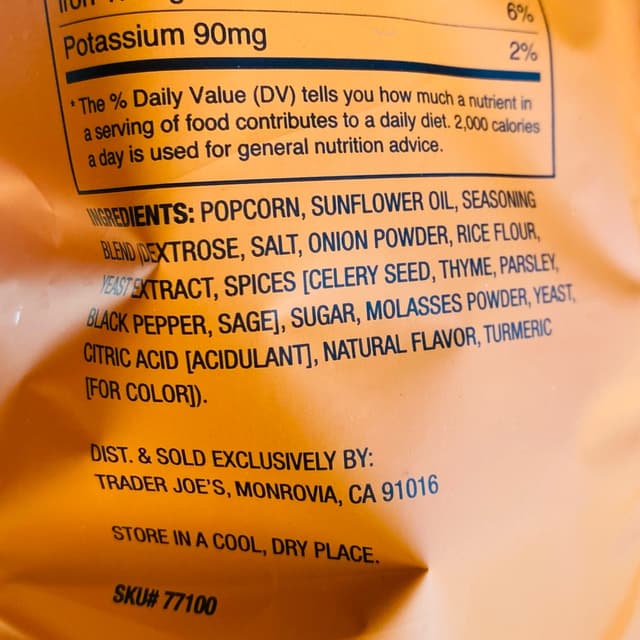 6%
Potassium 90mg 2%
* The % Daily Value (DV) tells you how much a nutrient in
a serving of food contributes to a daily diet. 2,000 calories
a day is used for general nutrition advice.
INGREDIENTS: POPCORN, SUNFLOWER OIL, SEASONING
BLEND (DEXTROSE, SALT, ONION POWDER, RICE FLOUR,
YEAST EXTRACT, SPICES [CELERY SEED, THYME, PARSLEY,
BLACK PEPPER, SAGE], SUGAR, MOLASSES POWDER, YEAST,
CITRIC ACID [ACIDULANT], NATURAL FLAVOR, TURMERIC
[FOR COLOR]).
DIST. & SOLD EXCLUSIVELY BY:
TRADER JOE'S, MONROVIA, CA 91016
STORE IN A COOL, DRY PLACE.
SKU# 77100